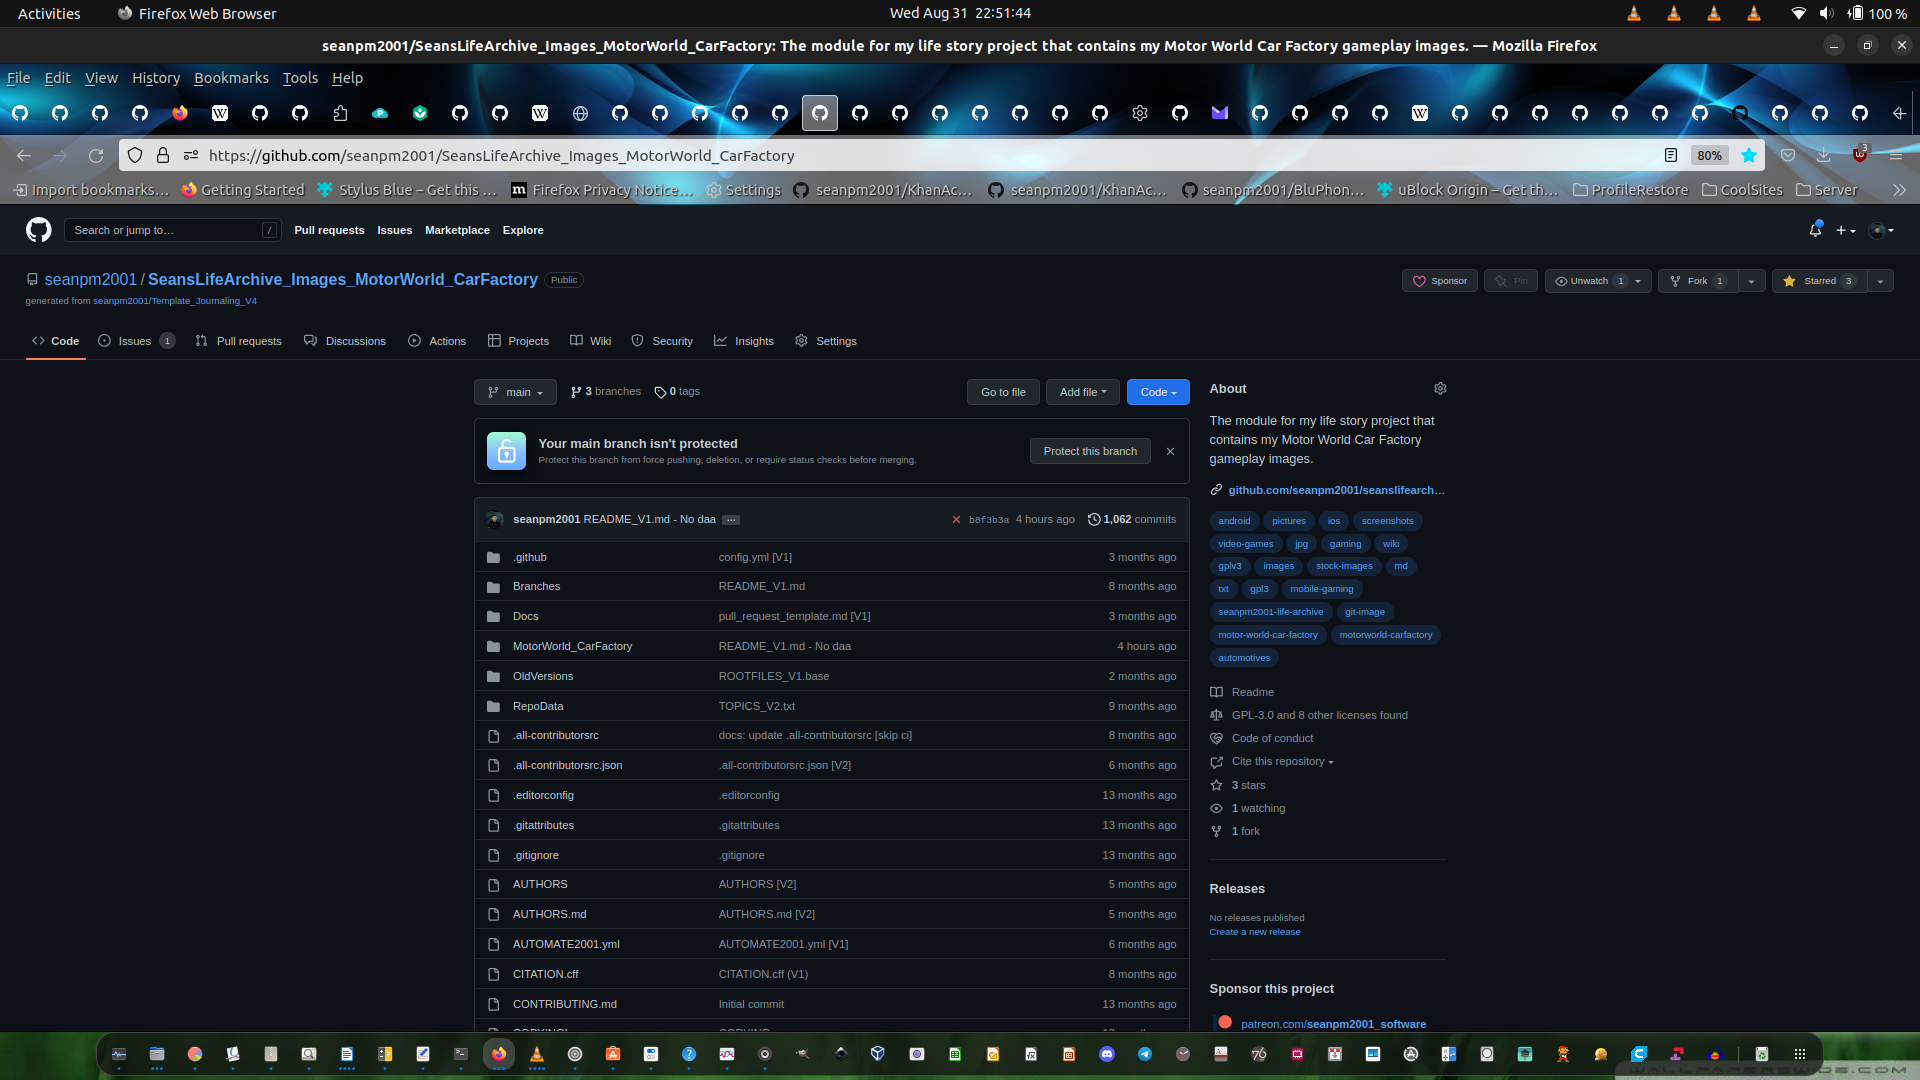 Activities Firefox Web Browser Wed Aug 31 22:51:44 100 %
seanpm2001/SeansLifeArchive_Images_MotorWorld_CarFactory: The module for my life story project that contains my Motor World Car Factory gameplay images. — Mozilla Firefox
File Edit View History Bookmarks Tools Help
https://github.com/seanpm2001/SeansLifeArchive_Images_MotorWorld_CarFactory 80% 3
Import bookmarks… Getting Started Stylus Blue – Get this … Firefox Privacy Notice… Settings seanpm2001/KhanAc… seanpm2001/KhanAc… seanpm2001/BluPhon… uBlock Origin – Get th… ProfileRestore CoolSites Server
Search or jump to… / Pull requests Issues Marketplace Explore
seanpm2001 / SeansLifeArchive_Images_MotorWorld_CarFactory Public Sponsor Pin Unwatch 1 Fork 1 Starred 3
generated from seanpm2001/Template_Journaling_V4
Code Issues 1 Pull requests Discussions Actions Projects Wiki Security Insights Settings
main 3 branches 0 tags Go to file Add file Code
Your main branch isn't protected
Protect this branch from force pushing, deletion, or require status checks before merging.
Protect this branch
seanpm2001 README_V1.md - No daa … b8f3b3a 4 hours ago 1,062 commits
.github config.yml [V1] 3 months ago
Branches README_V1.md 8 months ago
Docs pull_request_template.md [V1] 3 months ago
MotorWorld_CarFactory README_V1.md - No daa 4 hours ago
OldVersions ROOTFILES_V1.base 2 months ago
RepoData TOPICS_V2.txt 9 months ago
.all-contributorsrc docs: update .all-contributorsrc [skip ci] 8 months ago
.all-contributorsrc.json .all-contributorsrc.json [V2] 6 months ago
.editorconfig .editorconfig 13 months ago
.gitattributes .gitattributes 13 months ago
.gitignore .gitignore 13 months ago
AUTHORS AUTHORS [V2] 5 months ago
AUTHORS.md AUTHORS.md [V2] 5 months ago
AUTOMATE2001.yml AUTOMATE2001.yml [V1] 6 months ago
CITATION.cff CITATION.cff (V1) 8 months ago
CONTRIBUTING.md Initial commit 13 months ago
About
The module for my life story project that
contains my Motor World Car Factory
gameplay images.
github.com/seanpm2001/seanslifearch…
android pictures ios screenshots
video-games jpg gaming wiki
gplv3 images stock-images md
txt gpl3 mobile-gaming
seanpm2001-life-archive git-image
motor-world-car-factory motorworld-carfactory
automotives
Readme
GPL-3.0 and 8 other licenses found
Code of conduct
Cite this repository
3 stars
1 watching
1 fork
Releases
No releases published
Create a new release
Sponsor this project
patreon.com/seanpm2001_software